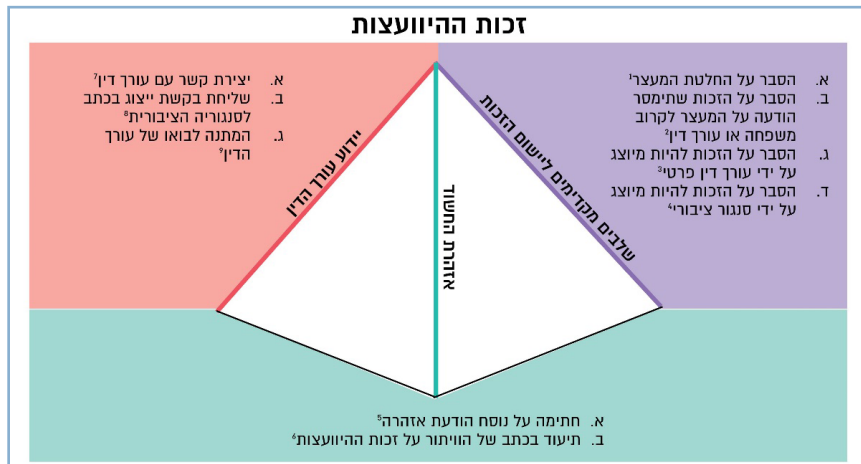 זכות ההיוועצות
א. הסבר על החלטת המעצר¹
ב. הסבר על הזכות שתימסר
הודעה על המעצר לקרוב
משפחה או עורך דין²
ג. הסבר על הזכות להיות מיוצג
על ידי עורך דין פרטי³
ד. הסבר על הזכות להיות מיוצג
על ידי סנגור ציבורי⁴
שלבים מקדימים ליישום הזכות
אזהרת החשוד
יידוע עורך הדין
א. יצירת קשר עם עורך דין⁷
ב. שליחת בקשת ייצוג בכתב
לסנגוריה הציבורית⁸
ג. המתנה לבואו של עורך
הדין⁹
א. חתימה על נוסח הודעת אזהרה⁵
ב. תיעוד בכתב של הוויתור על זכות ההיוועצות⁶